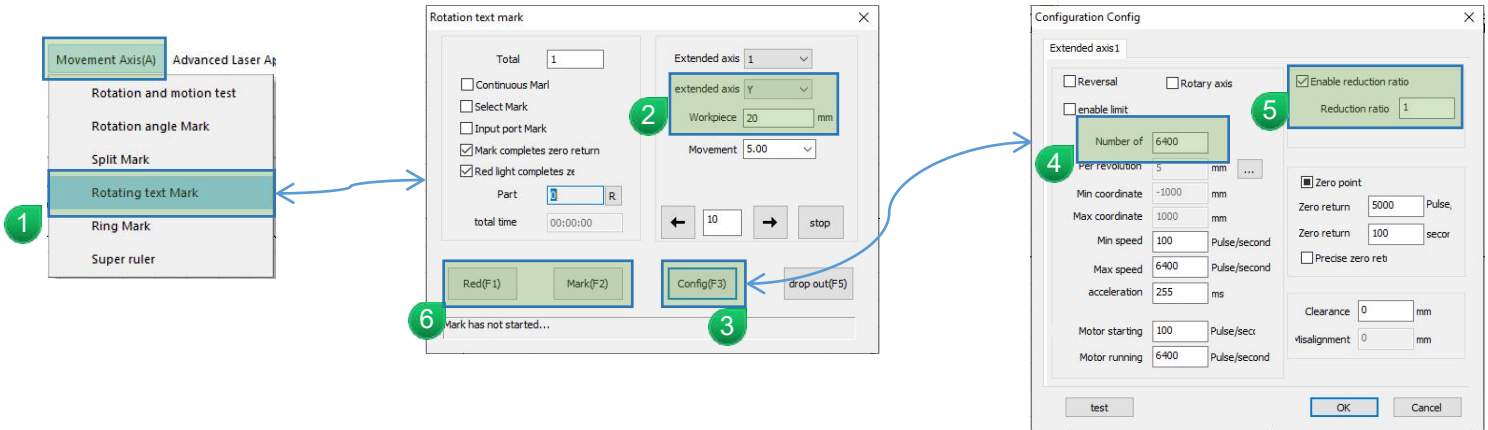 Movement Axis(A) Advanced Laser Ap
Rotation and motion test
Rotation angle Mark
Split Mark
Rotating text Mark
Ring Mark
Super ruler
1
Rotation text mark
Total 1
Continuous Marl
Select Mark
Input port Mark
Mark completes zero return
Red light completes ze
Part 0 R
total time 00:00:00
Extended axis 1
extended axis Y
Workpiece 20 mm
2
Movement 5.00
10 stop
Red(F1) Mark(F2) Config(F3) drop out(F5)
6
3
Mark has not started...
Configuration Config
Extended axis1
Reversal Rotary axis
enable limit
Number of 6400
4
Per revolution 5 mm ...
Min coordinate -1000 mm
Max coordinate 1000 mm
Min speed 100 Pulse/second
Max speed 6400 Pulse/second
acceleration 255 ms
Motor starting 100 Pulse/secc
Motor running 6400 Pulse/second
Enable reduction ratio
5
Reduction ratio 1
Zero point
Zero return 5000 Pulse,
Zero return 100 secor
Precise zero reti
Clearance 0 mm
Misalignment 0 mm
test OK Cancel